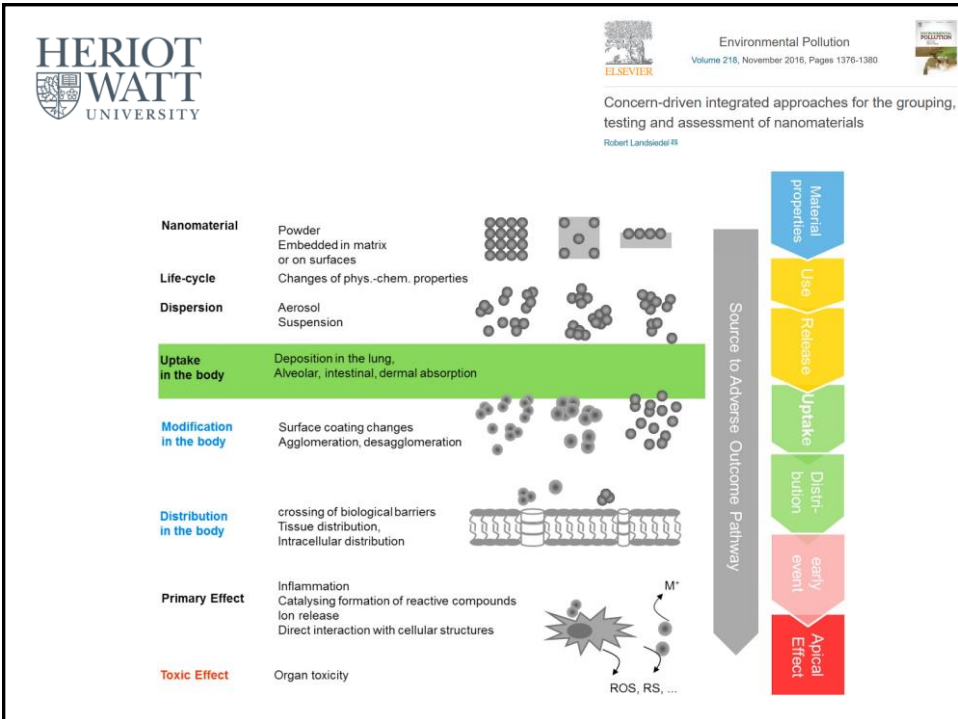 HERIOT
WATT
UNIVERSITY
ELSEVIER
Environmental Pollution
Volume 218, November 2016, Pages 1376-1380
Concern-driven integrated approaches for the grouping,
testing and assessment of nanomaterials
Robert Landsiedel
Nanomaterial
Powder
Embedded in matrix
or on surfaces
Life-cycle
Changes of phys.-chem. properties
Dispersion
Aerosol
Suspension
Uptake
in the body
Deposition in the lung,
Alveolar, intestinal, dermal absorption
Modification
in the body
Surface coating changes
Agglomeration, desagglomeration
Distribution
in the body
crossing of biological barriers
Tissue distribution,
Intracellular distribution
Primary Effect
Inflammation
Catalysing formation of reactive compounds
Ion release
Direct interaction with cellular structures
M+
ROS, RS, ...
Toxic Effect
Organ toxicity
Source to Adverse Outcome Pathway
Material
properties
Use
Release
Uptake
Distri-
bution
early
event
Apical
Effect